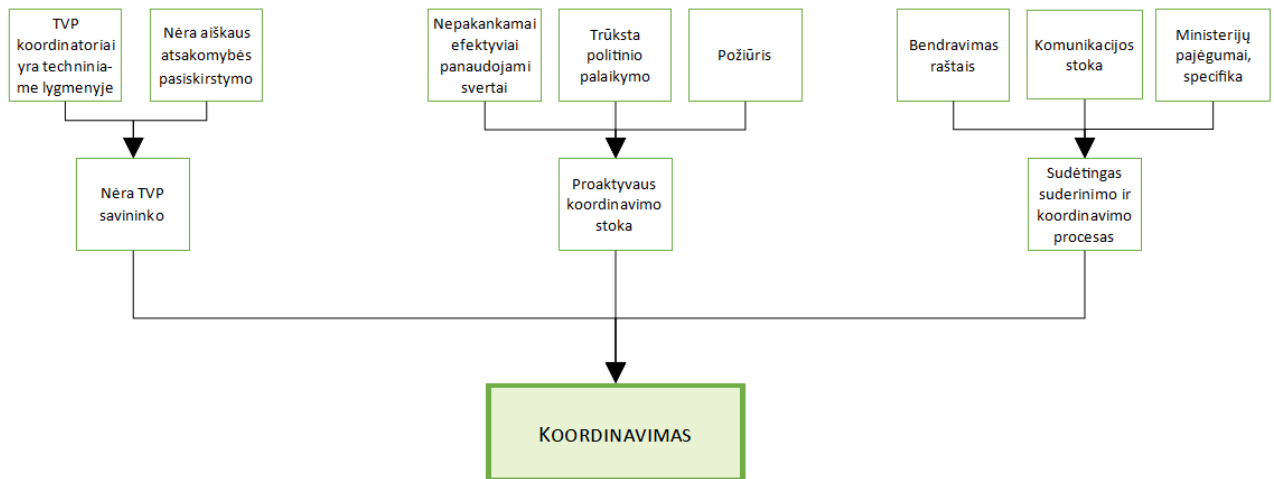 TVP
koordinatoriai
yra techninia-
me lygmenyje
Nėra aiškaus
atsakomybės
pasiskirstymo
Nepakankamai
efektyviai
panaudojami
svertai
Trūksta
politinio
palaikymo
Požiūris
Bendravimas
raštais
Komunikacijos
stoka
Ministerijų
pajėgumai,
specifika
Nėra TVP
savininko
Proaktyvaus
koordinavimo
stoka
Sudėtingas
suderinimo ir
koordinavimo
procesas
KOORDINAVIMAS